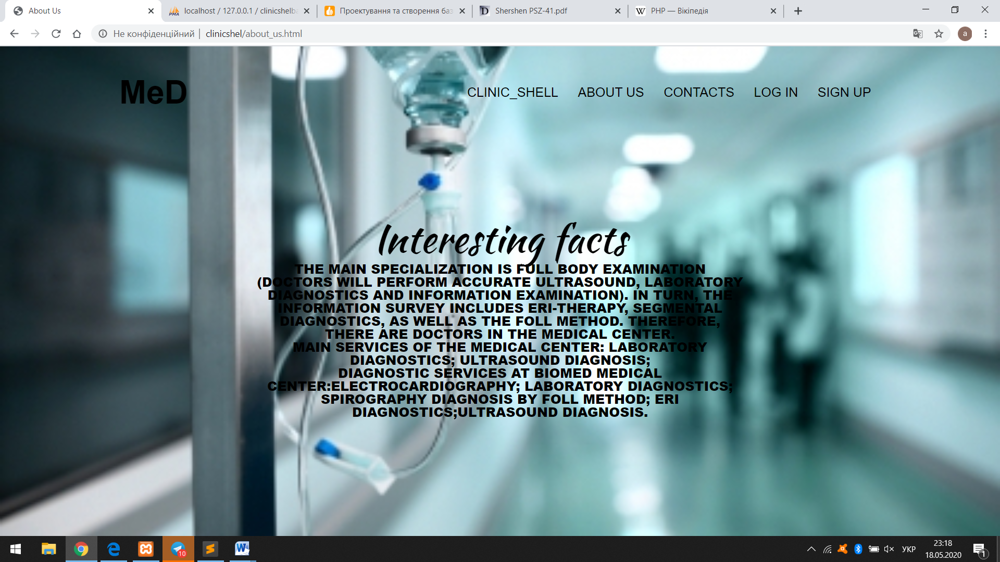 About Us
localhost / 127.0.0.1 / clinicshelb
Проектування та створення баз
Shershen PSZ-41.pdf
PHP — Вікіпедія
Не конфіденційний | clinicshel/about_us.html
a
MeD
CLINIC_SHELL ABOUT US CONTACTS LOG IN SIGN UP
Interesting facts
THE MAIN SPECIALIZATION IS FULL BODY EXAMINATION
(DOCTORS WILL PERFORM ACCURATE ULTRASOUND, LABORATORY
DIAGNOSTICS AND INFORMATION EXAMINATION). IN TURN, THE
INFORMATION SURVEY INCLUDES ERI-THERAPY, SEGMENTAL
DIAGNOSTICS, AS WELL AS THE FOLL METHOD. THEREFORE,
THERE ARE DOCTORS IN THE MEDICAL CENTER.
MAIN SERVICES OF THE MEDICAL CENTER: LABORATORY
DIAGNOSTICS; ULTRASOUND DIAGNOSIS;
DIAGNOSTIC SERVICES AT BIOMED MEDICAL
CENTER:ELECTROCARDIOGRAPHY; LABORATORY DIAGNOSTICS;
SPIROGRAPHY DIAGNOSIS BY FOLL METHOD; ERI
DIAGNOSTICS;ULTRASOUND DIAGNOSIS.
10
УКР
23:18
18.05.2020
1